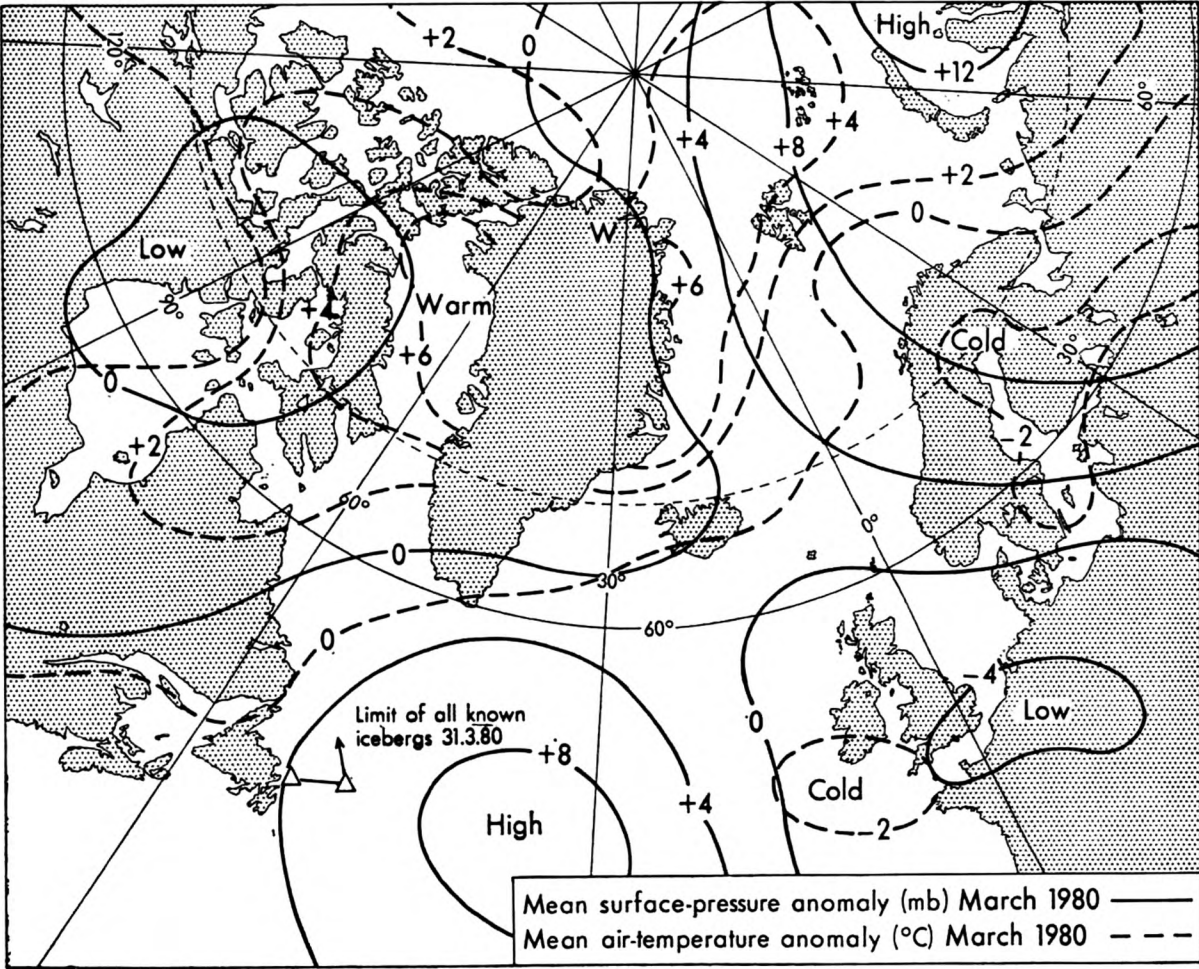 High
+12
+2
0
120°
60°
+4
+8
+4
+2
0
Low
W
90°
Warm
+4
+6
+6
Cold
30°
0
+2
-2
60°
0
0°
30°
60°
0
-4
Low
0
Limit of all known
icebergs 31.3.80
+8
Cold
+4
High
-2
Mean surface-pressure anomaly (mb) March 1980
Mean air-temperature anomaly (°C) March 1980